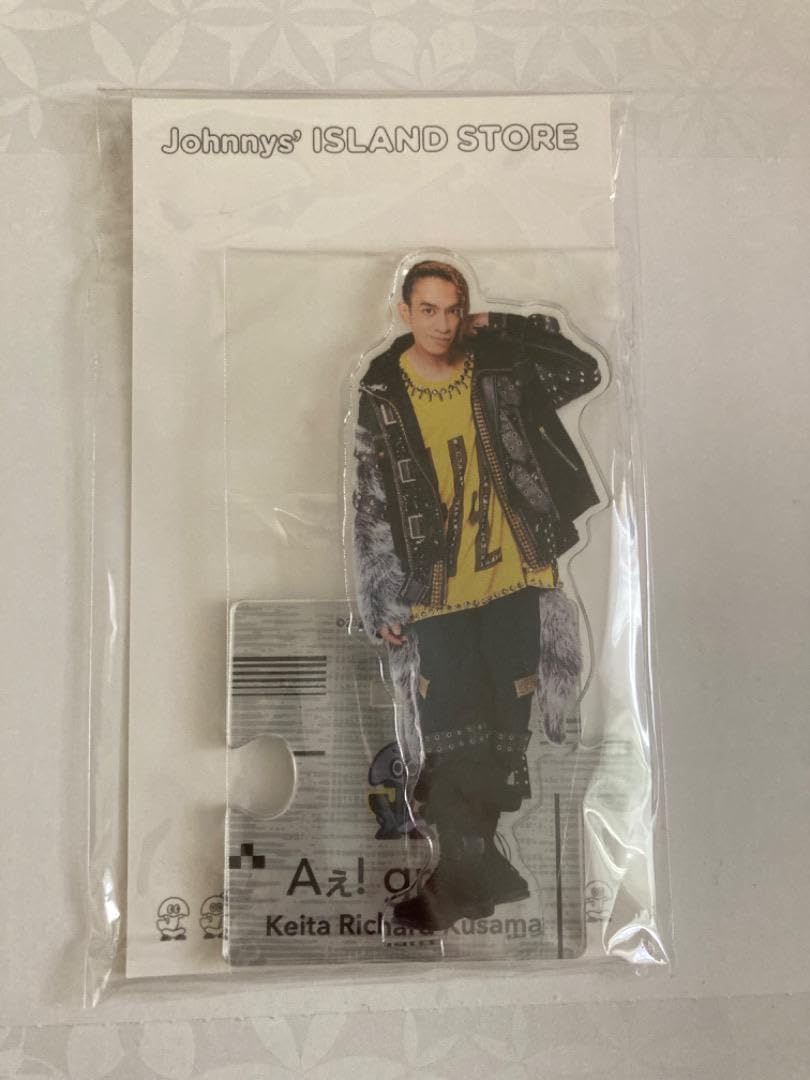 Johnnys' ISLAND STORE
Aぇ! gr
Keita Richard Kusama